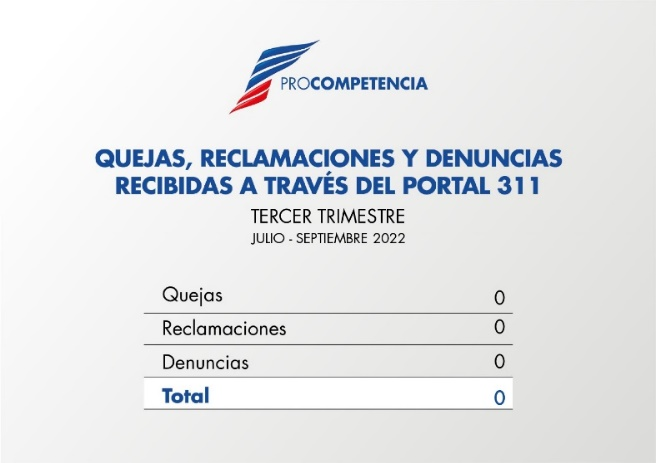 PROCOMPETENCIA
QUEJAS, RECLAMACIONES Y DENUNCIAS
RECIBIDAS A TRAVÉS DEL PORTAL 311
TERCER TRIMESTRE
JULIO - SEPTIEMBRE 2022
Quejas 0
Reclamaciones 0
Denuncias 0
Total 0